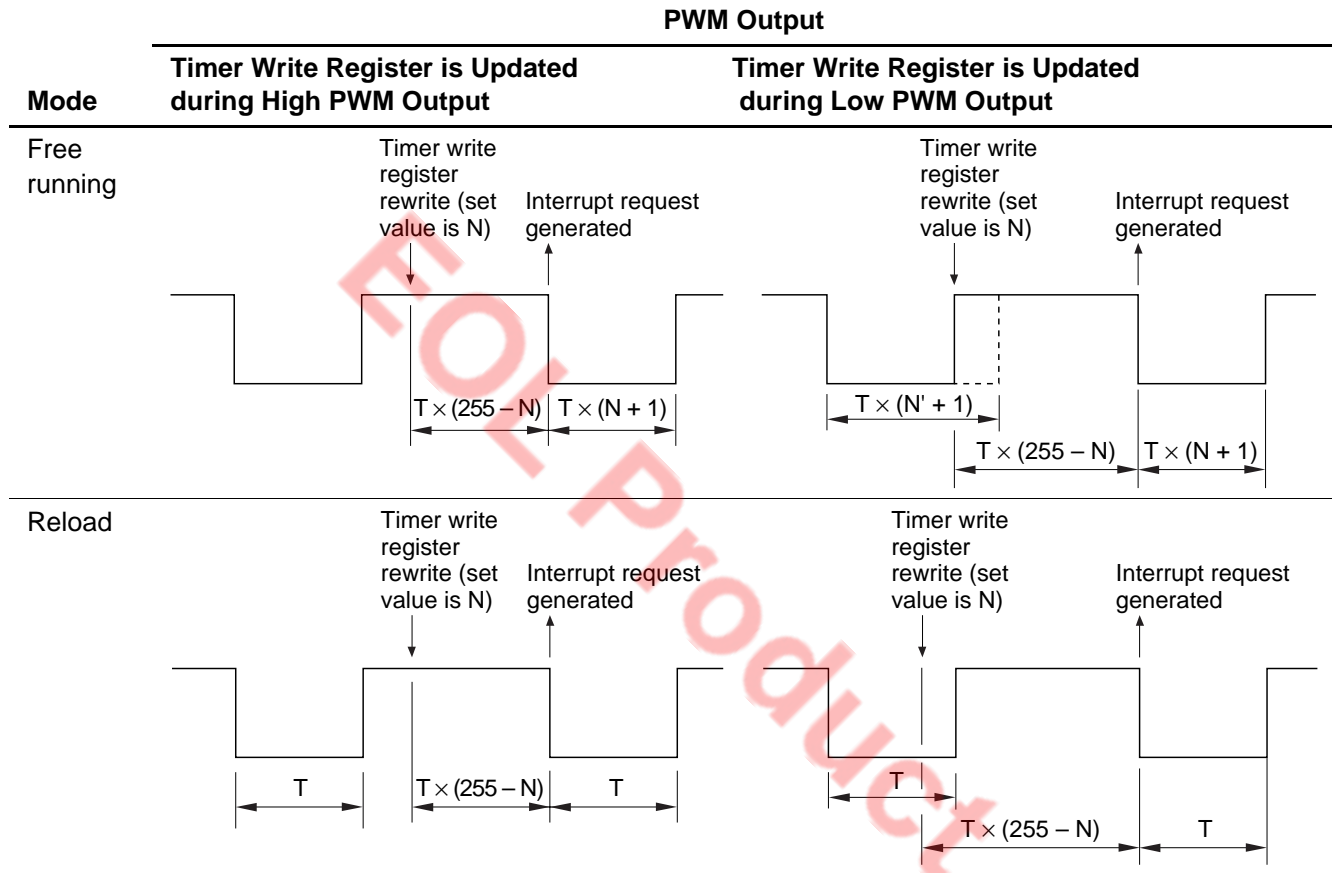 PWM Output
Timer Write Register is Updated
during High PWM Output
Timer Write Register is Updated
during Low PWM Output
Mode
Free
running
Timer write
register
rewrite (set
value is N)
Interrupt request
generated
T × (255 – N)
T × (N + 1)
Timer write
register
rewrite (set
value is N)
Interrupt request
generated
T × (N' + 1)
T × (255 – N)
T × (N + 1)
Reload
Timer write
register
rewrite (set
value is N)
Interrupt request
generated
T
T × (255 – N)
T
Timer write
register
rewrite (set
value is N)
Interrupt request
generated
T
T × (255 – N)
T
EOL Product